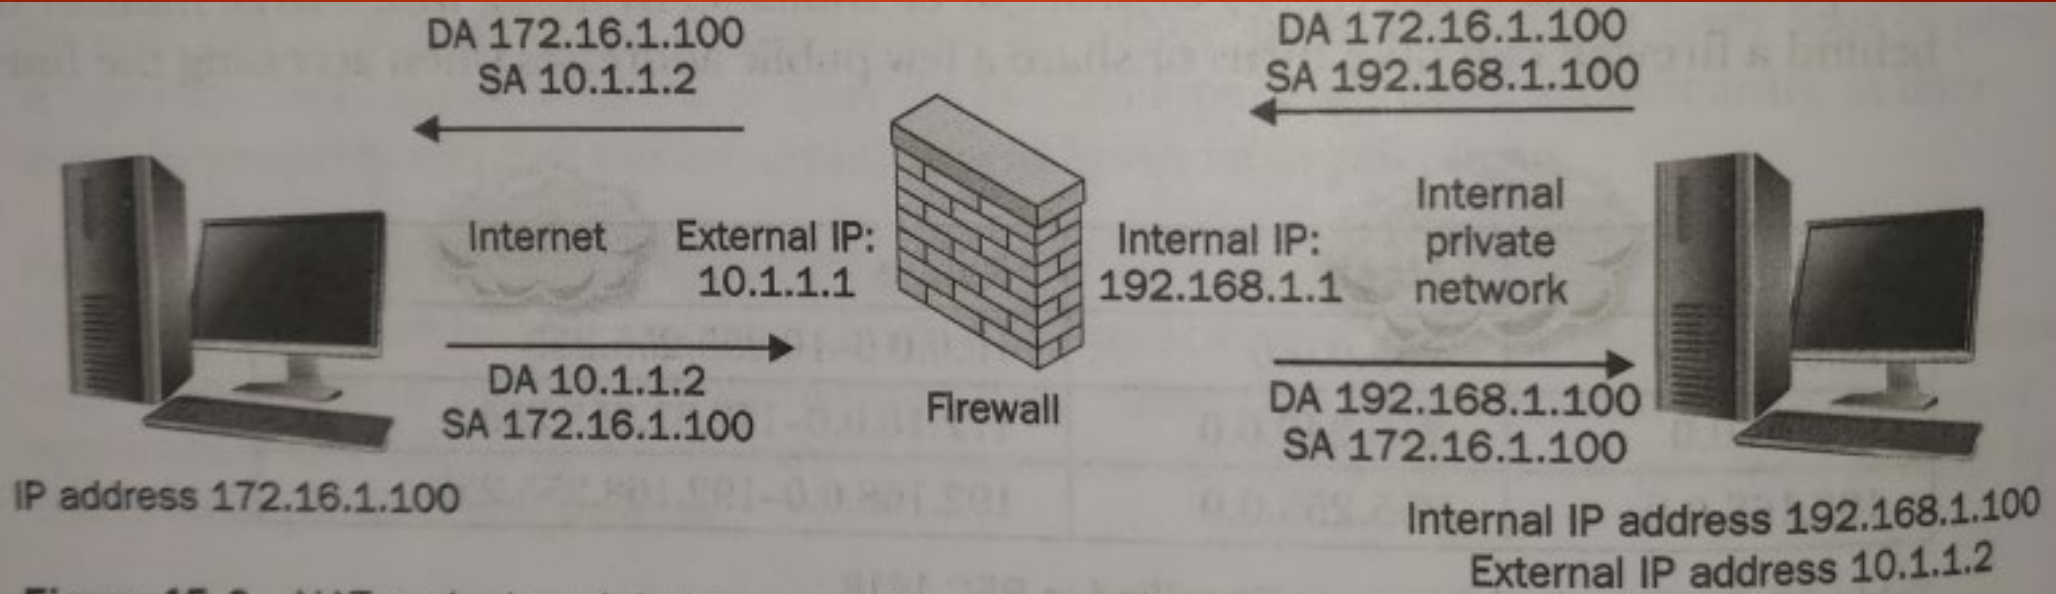 DA 172.16.1.100
SA 10.1.1.2
DA 172.16.1.100
SA 192.168.1.100
Internet
External IP:
10.1.1.1
Internal IP:
192.168.1.1
Internal
private
network
DA 10.1.1.2
SA 172.16.1.100
Firewall
DA 192.168.1.100
SA 172.16.1.100
IP address 172.16.1.100
Internal IP address 192.168.1.100
External IP address 10.1.1.2